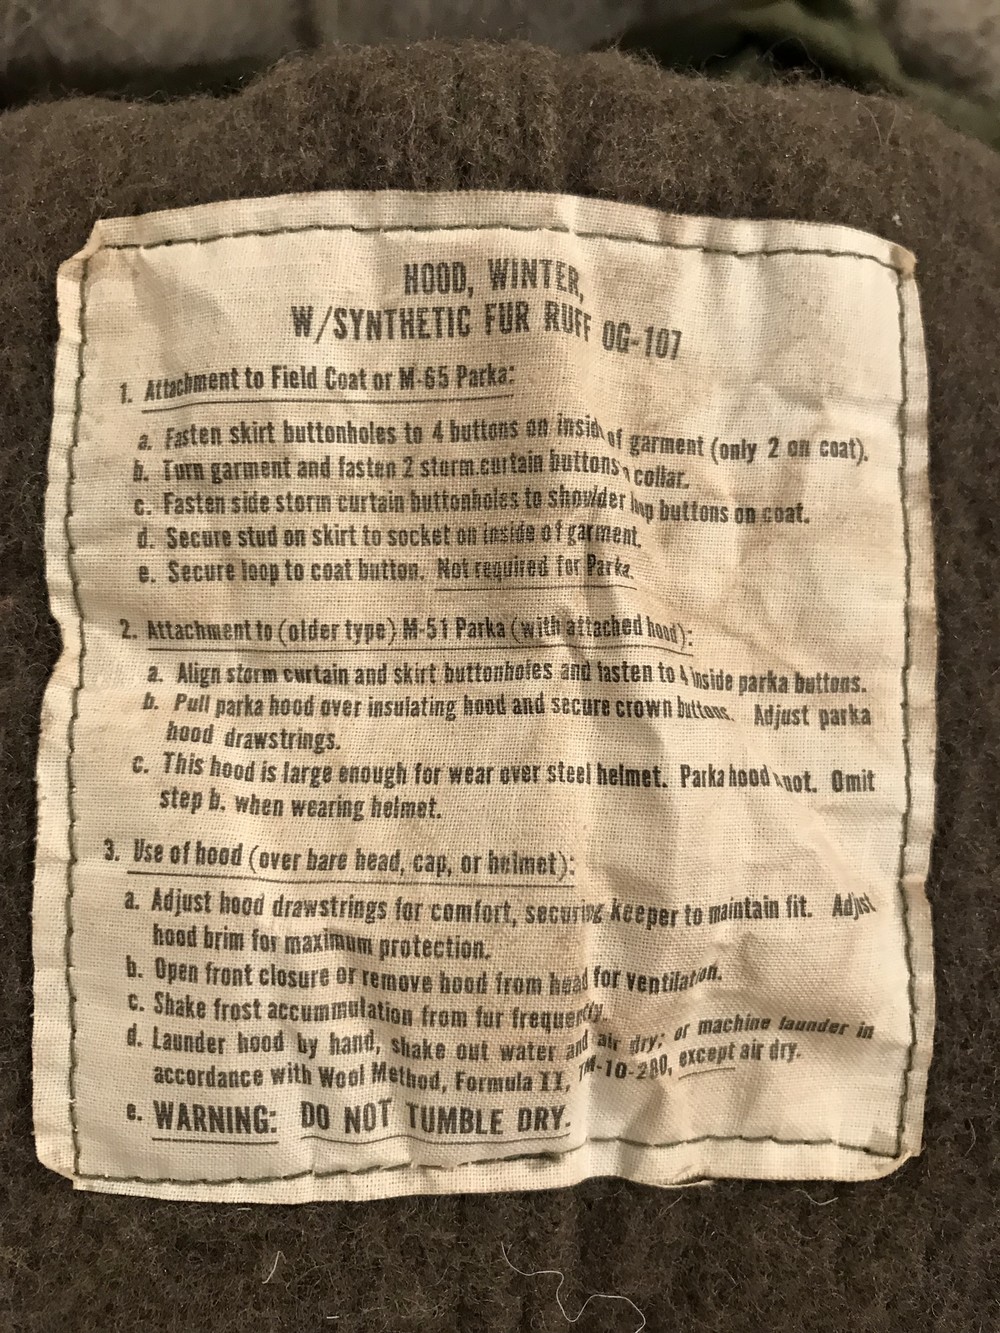 HOOD, WINTER,
W/SYNTHETIC FUR RUFF OG-107
1. Attachment to Field Coat or M-65 Parka:
a. Fasten skirt buttonholes to 4 buttons on inside of garment (only 2 on coat).
b. Turn garment and fasten 2 storm curtain buttons collar.
c. Fasten side storm curtain buttonholes to shoulder loop buttons on coat.
d. Secure stud on skirt to socket on inside of garment.
e. Secure loop to coat button. Not required for Parka.
2. Attachment to (older type) M-51 Parka (with attached hood):
a. Align storm curtain and skirt buttonholes and fasten to 4 inside parka buttons.
b. Pull parka hood over insulating hood and secure crown buttons. Adjust parka
hood drawstrings.
c. This hood is large enough for wear over steel helmet. Parka hood not. Omit
step b. when wearing helmet.
3. Use of hood (over bare head, cap, or helmet):
a. Adjust hood drawstrings for comfort, securing keeper to maintain fit. Adjust
hood brim for maximum protection.
b. Open front closure or remove hood from head for ventilation.
c. Shake frost accummulation from fur frequently.
d. Launder hood by hand, shake out water and air dry; or machine launder in
accordance with Wool Method, Formula II, TM-10-280, except air dry.
e. WARNING: DO NOT TUMBLE DRY.